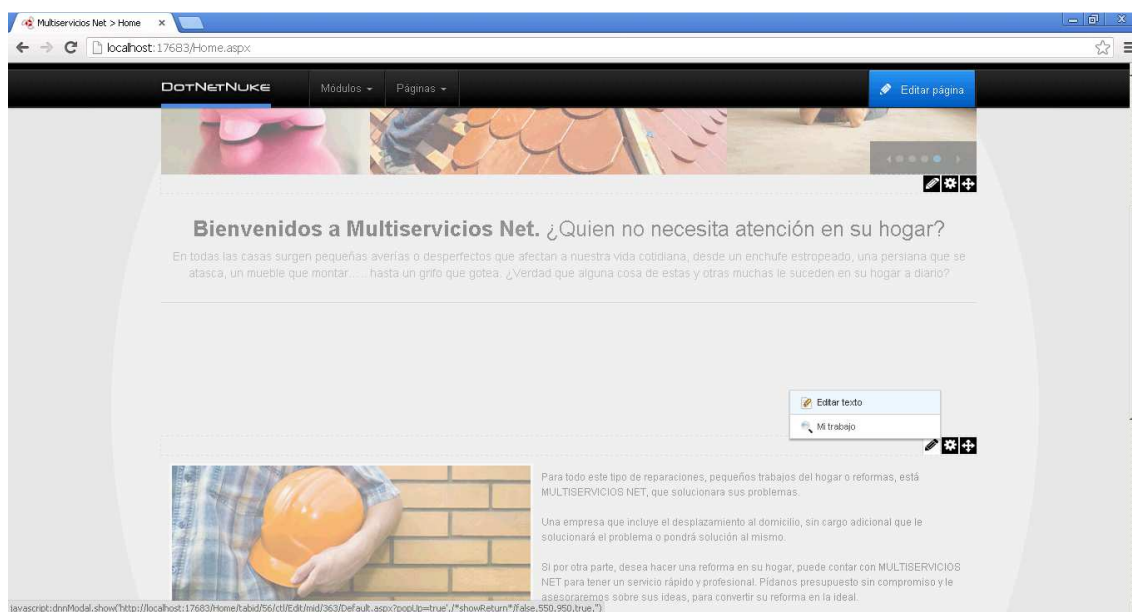 Multiservicios Net > Home
localhost:17683/Home.aspx
DOTNETNUKE
Módulos
Páginas
Editar página
Bienvenidos a Multiservicios Net. ¿Quien no necesita atención en su hogar?
En todas las casas surgen pequeñas averías o desperfectos que afectan a nuestra vida cotidiana, desde un enchufe estropeado, una persiana que se
atasca, un mueble que montar..... hasta un grifo que gotea. ¿Verdad que alguna cosa de estas y otras muchas le suceden en su hogar a diario?
Editar texto
Mi trabajo
Para todo este tipo de reparaciones, pequeños trabajos del hogar o reformas, está
MULTISERVICIOS NET, que solucionara sus problemas.
Una empresa que incluye el desplazamiento al domicilio, sin cargo adicional que le
solucionará el problema o pondrá solución al mismo.
Si por otra parte, desea hacer una reforma en su hogar, puede contar con MULTISERVICIOS
NET para tener un servicio rápido y profesional. Pídanos presupuesto sin compromiso y le
asesoraremos sobre sus ideas, para convertir su reforma en la ideal.
javascript:dnnModal.show('http://localhost:17683/Home/tabid/56/ctl/Edit/mid/363/Default.aspx?popUp=true',/*showReturn*/false,550,950,true,'')